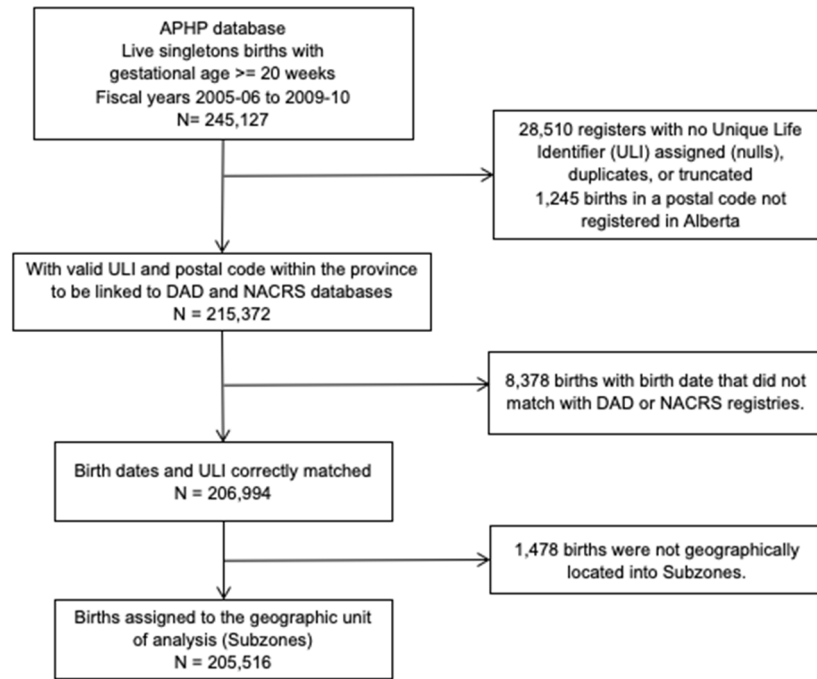 APHP database
Live singletons births with
gestational age >= 20 weeks
Fiscal years 2005-06 to 2009-10
N= 245,127
28,510 registers with no Unique Life
Identifier (ULI) assigned (nulls),
duplicates, or truncated
1,245 births in a postal code not
registered in Alberta
With valid ULI and postal code within the province
to be linked to DAD and NACRS databases
N = 215,372
8,378 births with birth date that did not
match with DAD or NACRS registries.
Birth dates and ULI correctly matched
N = 206,994
1,478 births were not geographically
located into Subzones.
Births assigned to the geographic unit
of analysis (Subzones)
N = 205,516